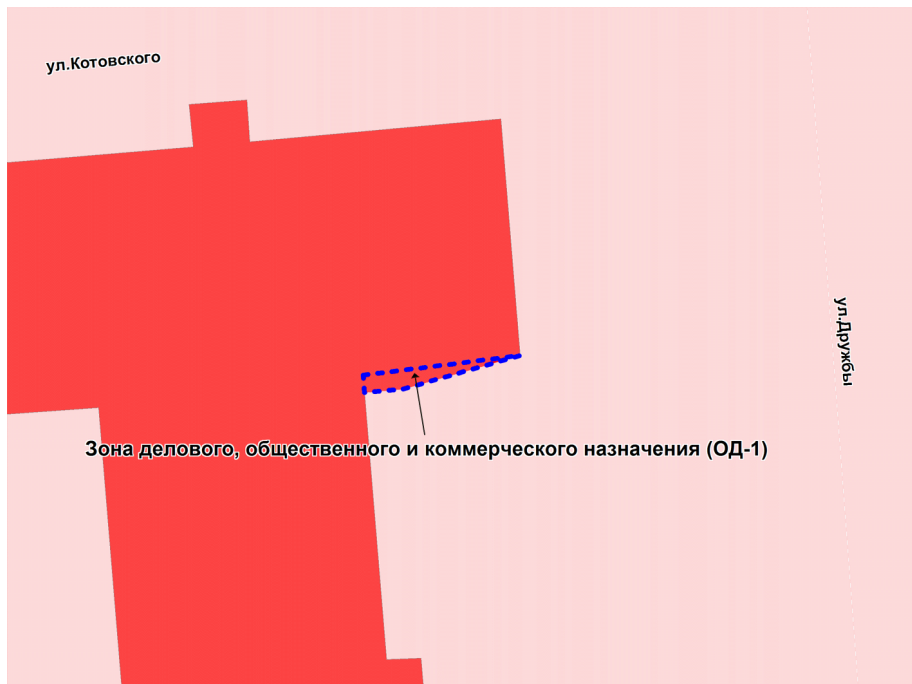 ул.Котовского
ул.Дружбы
Зона делового, общественного и коммерческого назначения (ОД-1)